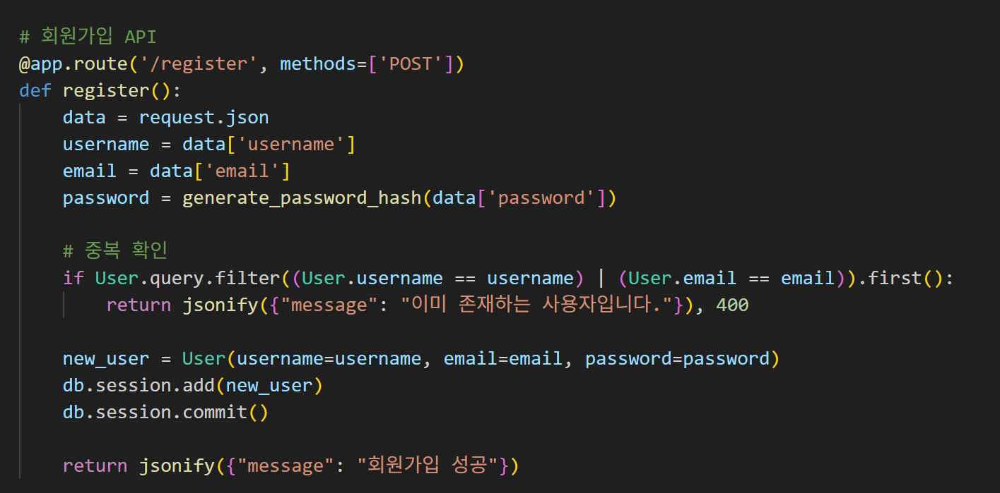 # 회원가입 API
@app.route('/register', methods=['POST'])
def register():
    data = request.json
    username = data['username']
    email = data['email']
    password = generate_password_hash(data['password'])

    # 중복 확인
    if User.query.filter((User.username == username) | (User.email == email)).first():
        return jsonify({"message": "이미 존재하는 사용자입니다."}), 400

    new_user = User(username=username, email=email, password=password)
    db.session.add(new_user)
    db.session.commit()

    return jsonify({"message": "회원가입 성공"})